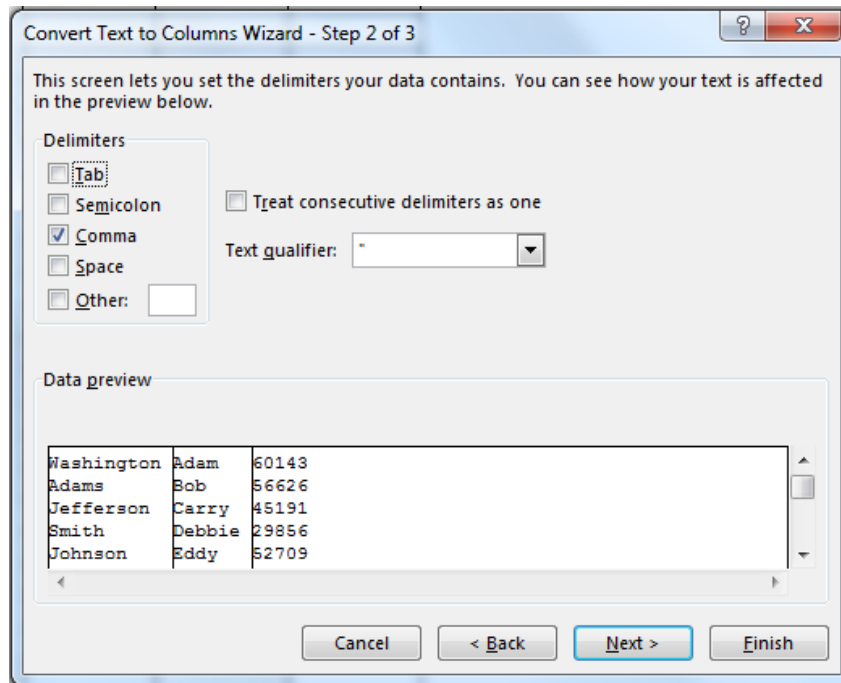 Convert Text to Columns Wizard - Step 2 of 3
This screen lets you set the delimiters your data contains.  You can see how your text is affected
in the preview below.
Delimiters
Tab
Semicolon
Comma
Space
Other:
Treat consecutive delimiters as one
Text qualifier: "
Data preview
Washington Adam 60143
Adams Bob 56626
Jefferson Carry 45191
Smith Debbie 29856
Johnson Eddy 52709
Cancel < Back Next > Finish